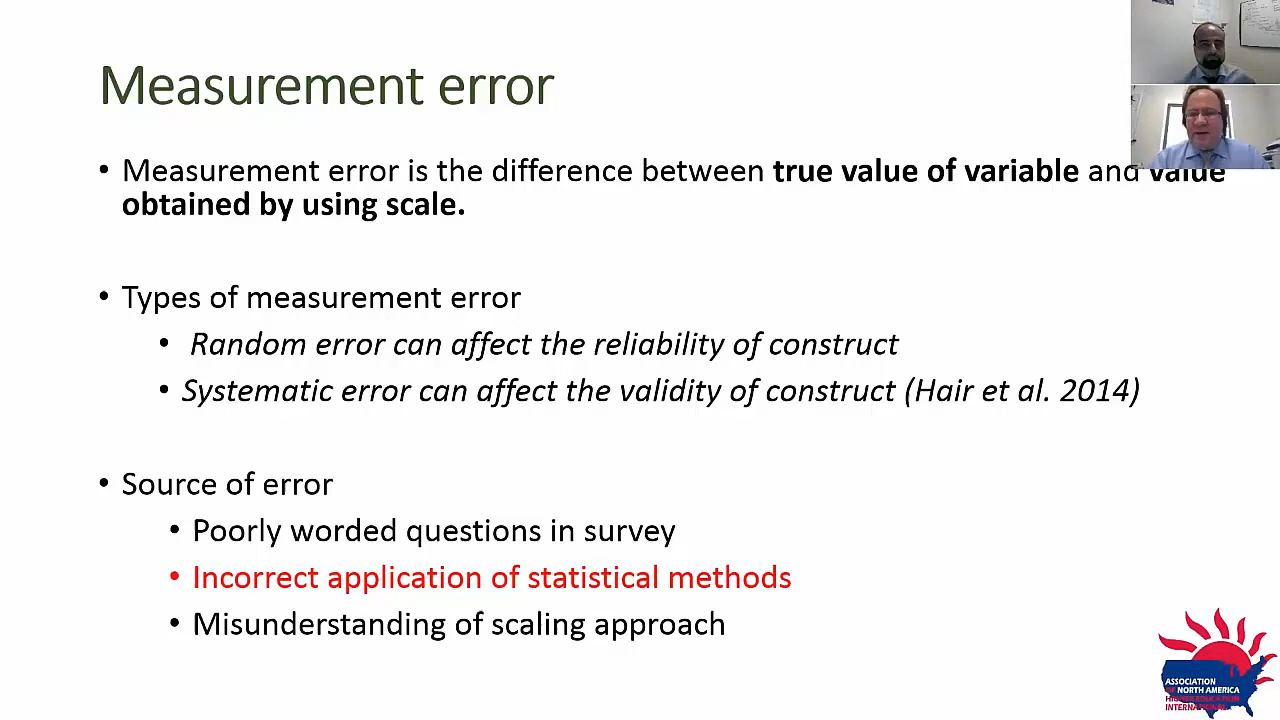 Measurement error
• Measurement error is the difference between true value of variable and value
obtained by using scale.
• Types of measurement error
• Random error can affect the reliability of construct
• Systematic error can affect the validity of construct (Hair et al. 2014)
• Source of error
• Poorly worded questions in survey
• Incorrect application of statistical methods
• Misunderstanding of scaling approach
ASSOCIATION
OF NORTH AMERICA
HIGHER EDUCATION
INTERNATIONAL